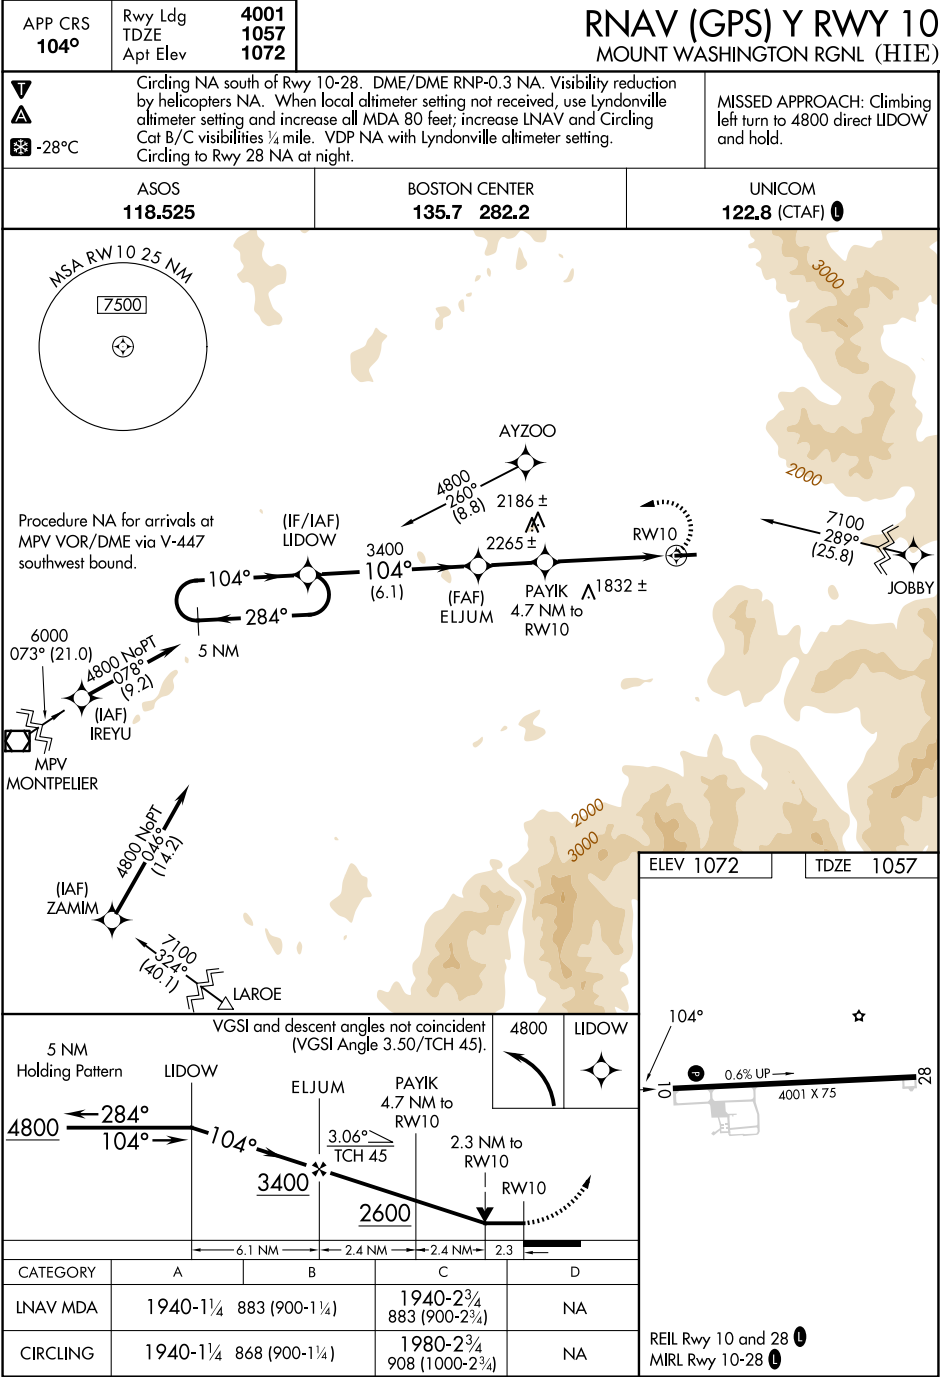 APP CRS
104°
Rwy Ldg 4001
TDZE 1057
Apt Elev 1072
RNAV (GPS) Y RWY 10
MOUNT WASHINGTON RGNL (HIE)
T
A
-28°C
Circling NA south of Rwy 10-28. DME/DME RNP-0.3 NA. Visibility reduction
by helicopters NA. When local altimeter setting not received, use Lyndonville
altimeter setting and increase all MDA 80 feet; increase LNAV and Circling
Cat B/C visibilities ¼ mile. VDP NA with Lyndonville altimeter setting.
Circling to Rwy 28 NA at night.
MISSED APPROACH: Climbing
left turn to 4800 direct LIDOW
and hold.
ASOS
118.525
BOSTON CENTER
135.7 282.2
UNICOM
122.8 (CTAF) L
MSA RW10 25 NM
7500
3000
2000
AYZOO
4800
260°
(8.8)
2186 ±
2265 ±
Procedure NA for arrivals at
MPV VOR/DME via V-447
southwest bound.
(IF/IAF)
LIDOW
3400
104°
(6.1)
RW10
7100
289°
(25.8)
JOBBY
104°
284°
5 NM
(FAF)
ELJUM
PAYIK
4.7 NM to
RW10
1832 ±
6000
073° (21.0)
4800 NoPT
078°
(9.2)
(IAF)
IREYU
MPV
MONTPELIER
4800 NoPT
046°
(14.2)
(IAF)
ZAMIM
7100
324°
(40.1)
LAROE
2000
3000
ELEV 1072
TDZE 1057
104°
P
0.6% UP
4001 X 75
10
28
REIL Rwy 10 and 28 L
MIRL Rwy 10-28 L
VGSI and descent angles not coincident
(VGSI Angle 3.50/TCH 45).
4800
LIDOW
5 NM
Holding Pattern
LIDOW
ELJUM
PAYIK
4.7 NM to
RW10
4800
284°
104°
104°
3.06°
TCH 45
2.3 NM to
RW10
RW10
3400
2600
6.1 NM
2.4 NM
2.4 NM
2.3
CATEGORY A B C D
LNAV MDA 1940-1¼ 883 (900-1¼) 1940-2¾ 883 (900-2¾) NA
CIRCLING 1940-1¼ 868 (900-1¼) 1980-2¾ 908 (1000-2¾) NA